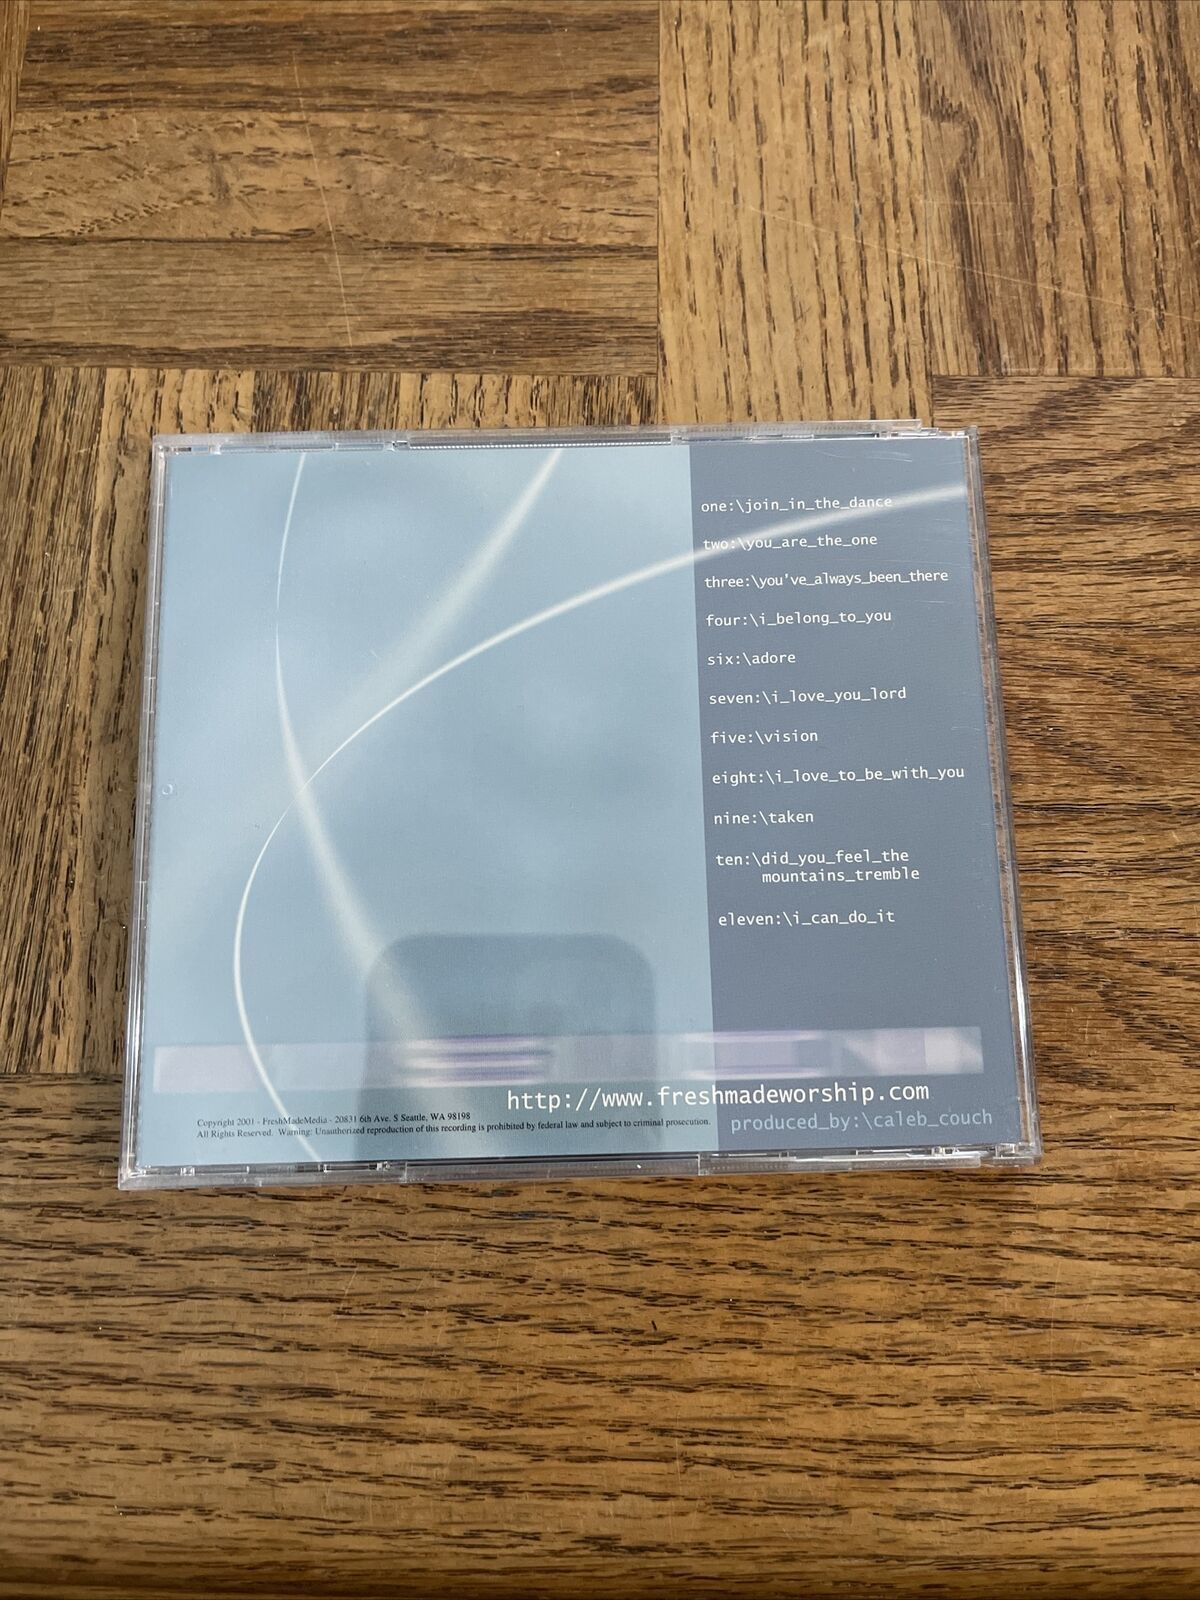 one:\join_in_the_dance
two:\you_are_the_one
three:\you've_always_been_there
four:\i_belong_to_you
six:\adore
seven:\i_love_you_lord
five:\vision
eight:\i_love_to_be_with_you
nine:\taken
ten:\did_you_feel_the
mountains_tremble
eleven:\i_can_do_it
http://www.freshmadeworship.com
produced_by:\caleb_couch
Copyright 2001 - FreshMadeMedia - 20831 6th Ave. S Seattle, WA 98198
All Rights Reserved. Warning: Unauthorized reproduction of this recording is prohibited by federal law and subject to criminal prosecution.